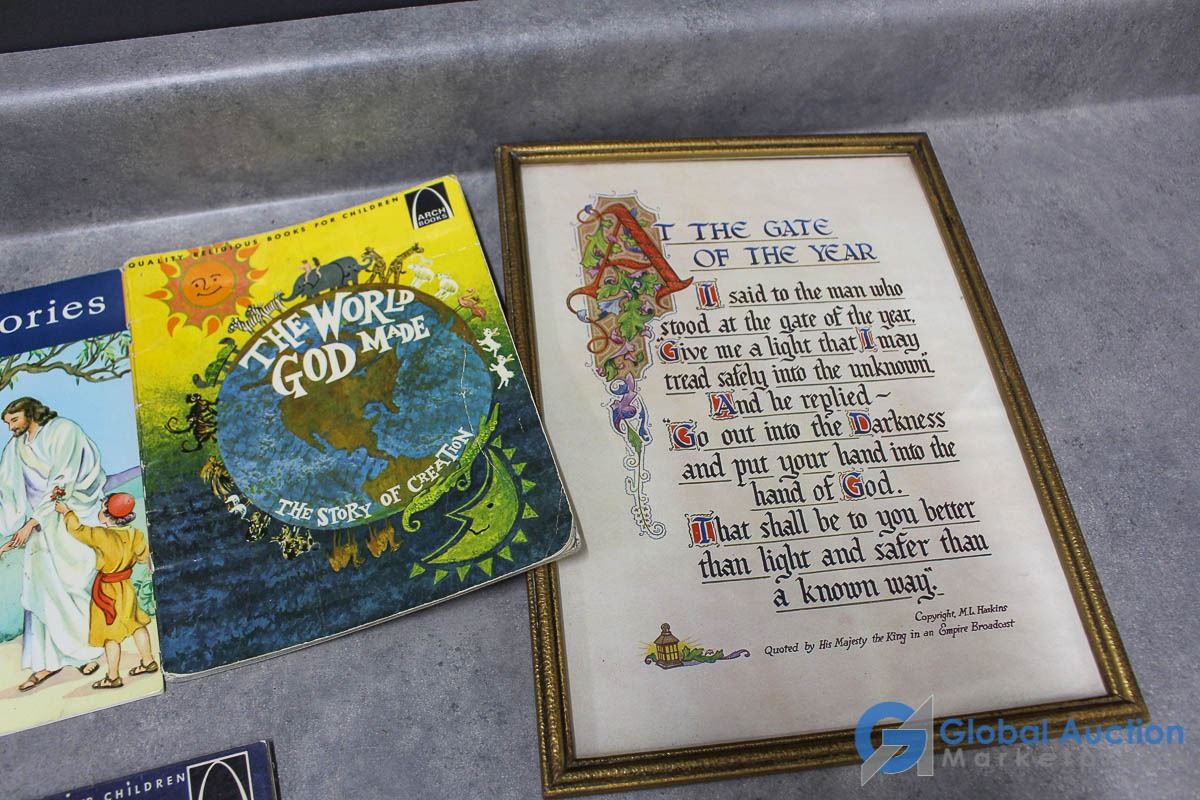 ories
QUALITY RELIGIOUS BOOKS FOR CHILDREN
ARCH
BOOKS
THE WORLD
GOD MADE
THE STORY OF CREATION
CHILDREN
AT THE GATE
OF THE YEAR
I said to the man who
stood at the gate of the year,
Give me a light that I may
tread safely into the unknown".
And he replied ~
"Go out into the Darkness
and put your hand into the
hand of God.
That shall be to you better
than light and safer than
a known way".
Copyright, M.L. Haskins
Quoted by His Majesty the King in an Empire Broadcast
Global Auction